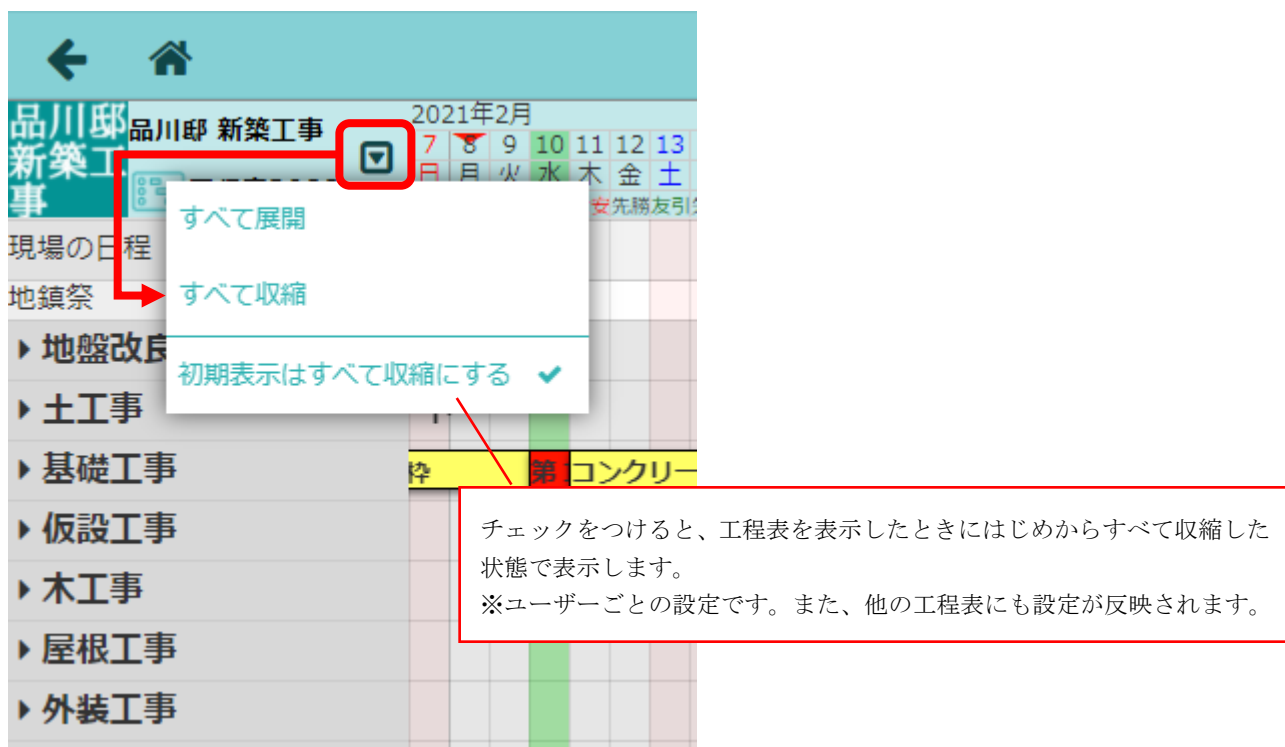 品川邸
新築工
事
品川邸 新築工事
2021年2月
7 8 9 10 11 12 13
日 月 火 水 木 金 土
安 先勝 友引
現場の日程
地鎮祭
すべて展開
すべて収縮
初期表示はすべて収縮にする
地盤改良
土工事
基礎工事
枠 第 コンクリー
仮設工事
木工事
屋根工事
外装工事
チェックをつけると、工程表を表示したときにはじめからすべて収縮した
状態で表示します。
※ユーザーごとの設定です。また、他の工程表にも設定が反映されます。